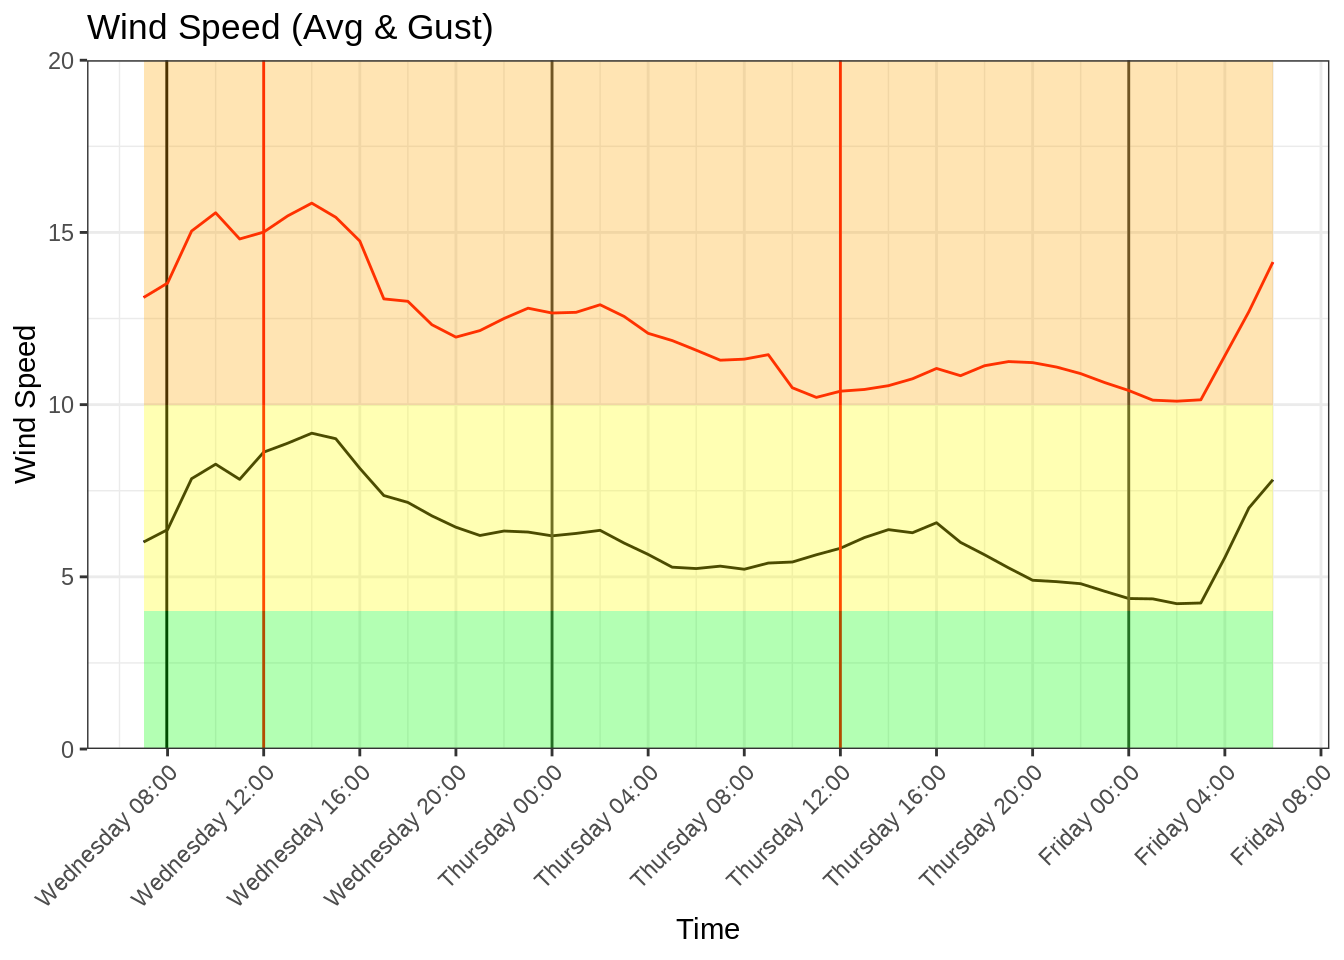 Wind Speed (Avg & Gust)
Wind Speed
20
15
10
5
0
Wednesday 08:00
Wednesday 12:00
Wednesday 16:00
Wednesday 20:00
Thursday 00:00
Thursday 04:00
Thursday 08:00
Thursday 12:00
Thursday 16:00
Thursday 20:00
Friday 00:00
Friday 04:00
Friday 08:00
Time